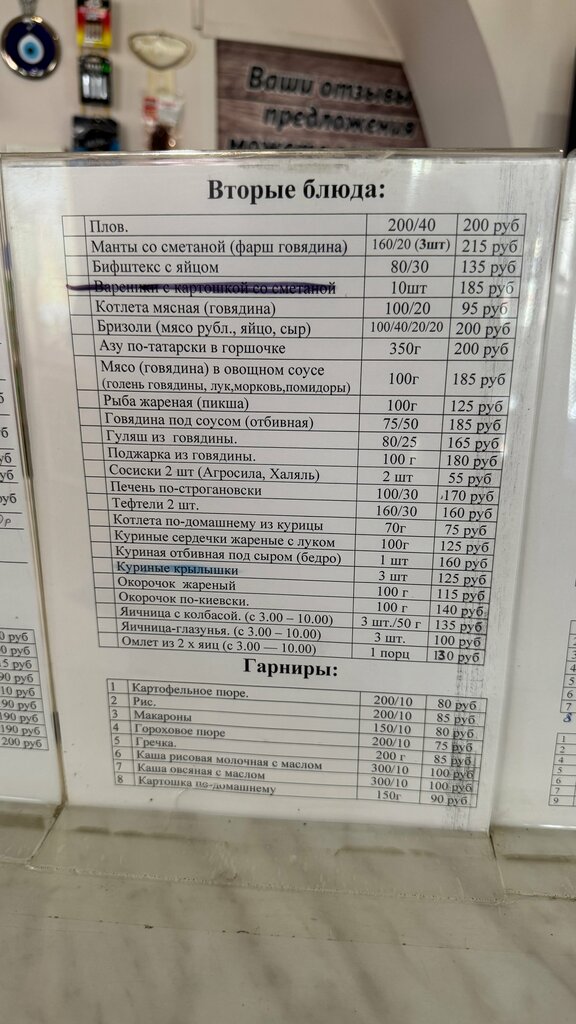 Ваши отзывы
предложения
Вторые блюда:
Плов. 200/40 200 руб
Манты со сметаной (фарш говядина) 160/20 (3шт) 215 руб
Бифштекс с яйцом 80/30 135 руб
Вареники с картошкой со сметаной 10шт 185 руб
Котлета мясная (говядина) 100/20 95 руб
Бризоли (мясо рубл., яйцо, сыр) 100/40/20/20 200 руб
Азу по-татарски в горшочке 350г 200 руб
Мясо (говядина) в овощном соусе
(голень говядины, лук,морковь,помидоры) 100г 185 руб
Рыба жареная (пикша) 100г 125 руб
Говядина под соусом (отбивная) 75/50 185 руб
Гуляш из говядины. 80/25 165 руб
Поджарка из говядины. 100 г 180 руб
Сосиски 2 шт (Агросила, Халяль) 2 шт 55 руб
Печень по-строгановски 100/30 170 руб
Тефтели 2 шт. 160/30 160 руб
Котлета по-домашнему из курицы 70г 75 руб
Куриные сердечки жареные с луком 100г 125 руб
Куриная отбивная под сыром (бедро) 1 шт 160 руб
Куриные крылышки 3 шт 125 руб
Окорочок жареный 100 г 115 руб
Окорочок по-киевски. 100 г 140 руб
Яичница с колбасой. (с 3.00 – 10.00) 3 шт./50 г 135 руб
Яичница-глазунья. (с 3.00 – 10.00) 3 шт. 100 руб
Омлет из 2 х яиц (с 3.00 — 10.00) 1 порц 130 руб
Гарниры:
1 Картофельное пюре. 200/10 80 руб
2 Рис. 200/10 85 руб
3 Макароны 150/10 80 руб
4 Гороховое пюре 200/10 75 руб
5 Гречка. 200 г 85 руб
6 Каша рисовая молочная с маслом 300/10 100 руб
7 Каша овсяная с маслом 300/10 100 руб
8 Картошка по-домашнему 150г 90 руб